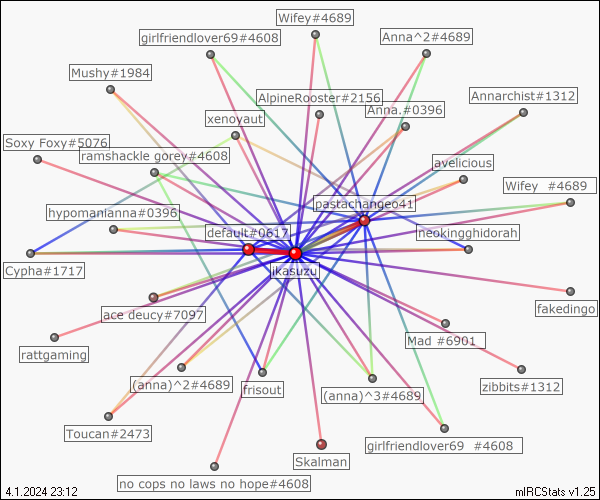 Wifey#4689
girlfriendlover69#4608
Anna^2#4689
Mushy#1984
AlpineRooster#2156
Annarchist#1312
Anna.#0396
xenoyaut
Soxy Foxy#5076
ramshackle gorey#4608
avelicious
Wifey  #4689
pastachangeo41
hypomanianna#0396
default#0617
neokingghidorah
Cypha#1717
ikasuzu
ace deucy#7097
fakedingo
Mad #6901
rattgaming
(anna)^2#4689
frisout
(anna)^3#4689
zibbits#1312
Toucan#2473
girlfriendlover69  #4608
Skalman
no cops no laws no hope#4608
4.1.2024 23:12
mIRCStats v1.25